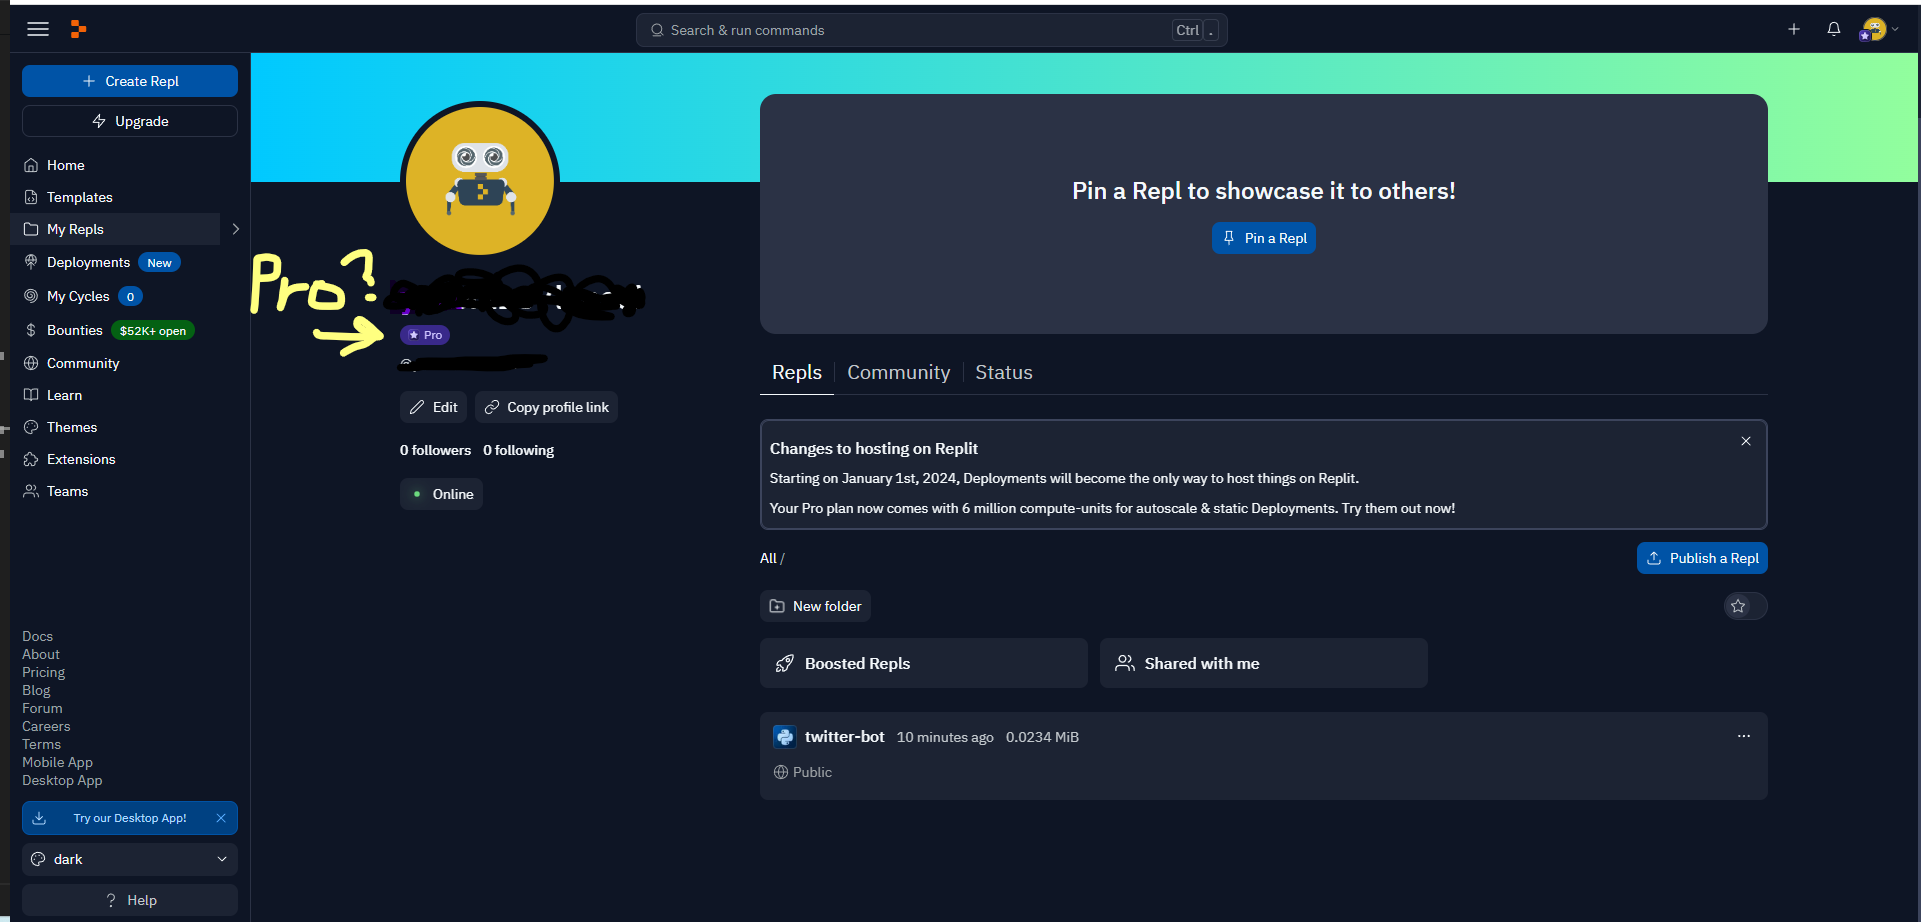 Search & run commands
Ctrl .
+ Create Repl
Upgrade
Home
Templates
My Repls
Deployments New
My Cycles 0
Bounties $52K+ open
Community
Learn
Themes
Extensions
Teams
Docs
About
Pricing
Blog
Forum
Careers
Terms
Mobile App
Desktop App
Try our Desktop App!
dark
? Help
Pro?
Pro
Edit
Copy profile link
0 followers 0 following
Online
Pin a Repl to showcase it to others!
Pin a Repl
Repls Community Status
Changes to hosting on Replit
Starting on January 1st, 2024, Deployments will become the only way to host things on Replit.
Your Pro plan now comes with 6 million compute-units for autoscale & static Deployments. Try them out now!
All /
Publish a Repl
New folder
Boosted Repls
Shared with me
twitter-bot 10 minutes ago 0.0234 MiB
Public